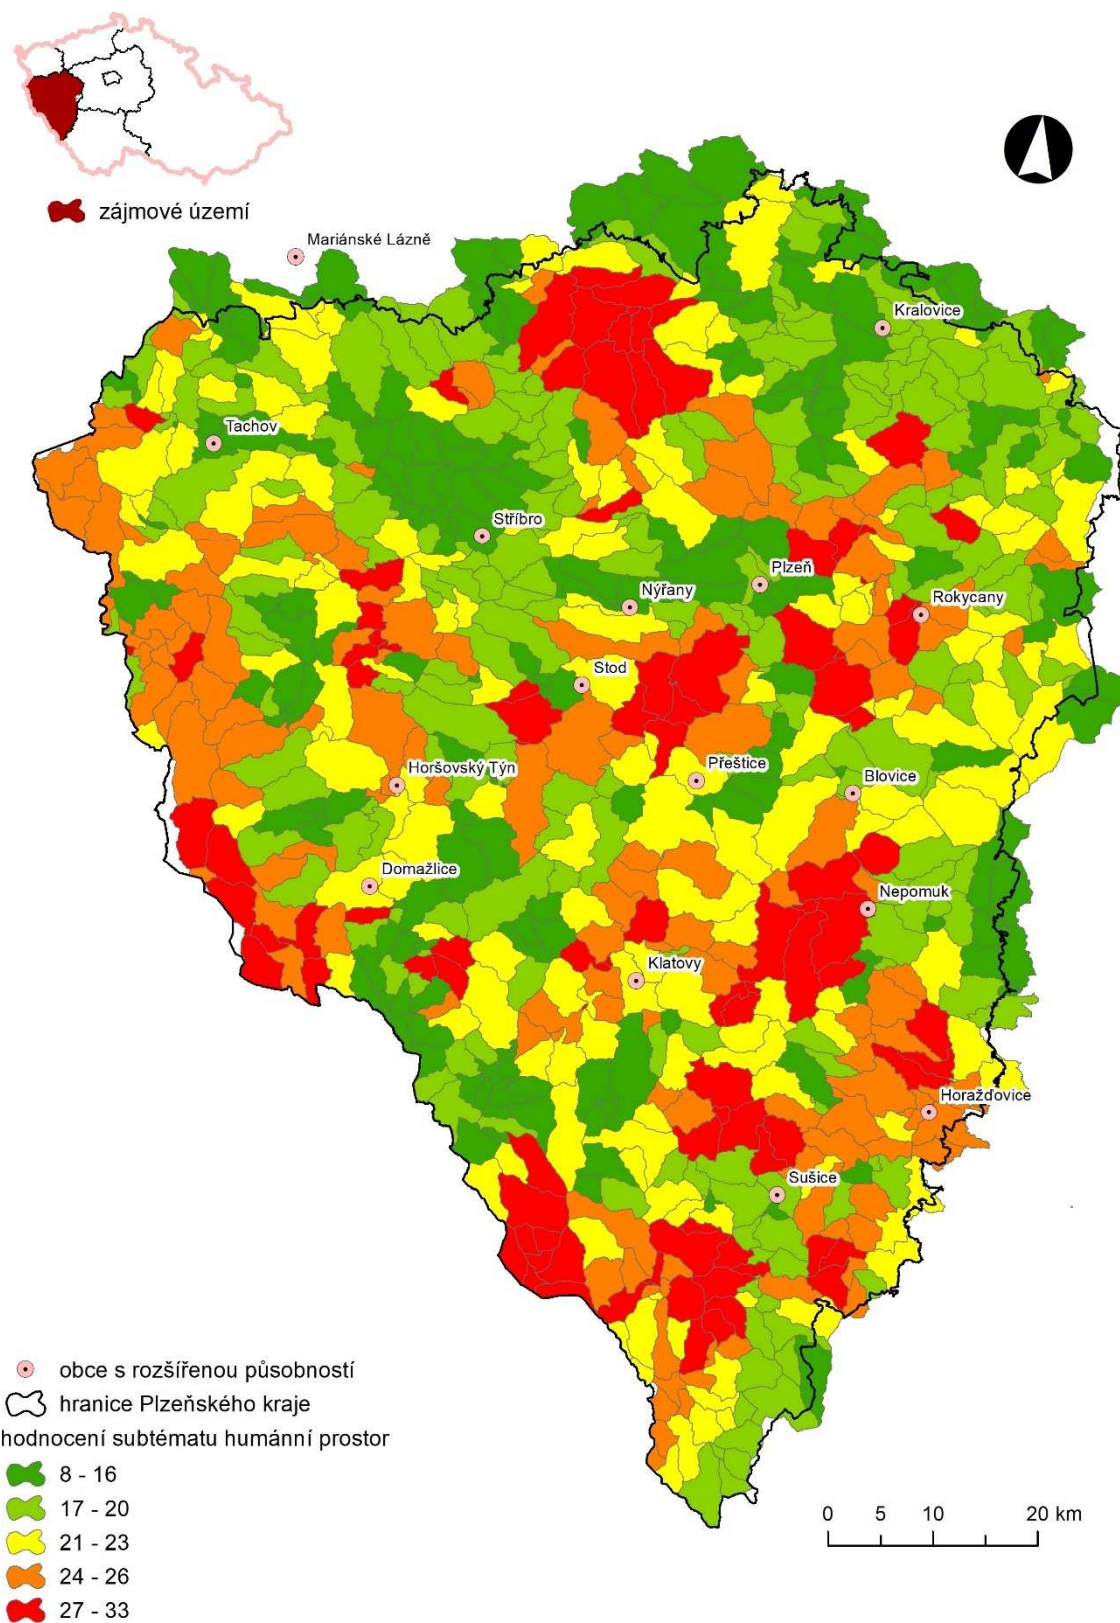 zájmové území
Mariánské Lázně
Kralovice
Tachov
Stříbro
Plzeň
Nýřany
Rokycany
Stod
Přeštice
Horšovský Týn
Blovice
Domažlice
Nepomuk
Klatovy
Horažďovice
Sušice
obce s rozšířenou působností
hranice Plzeňského kraje
hodnocení subtématu humánní prostor
8 - 16
17 - 20
21 - 23
24 - 26
27 - 33
0 5 10 20 km